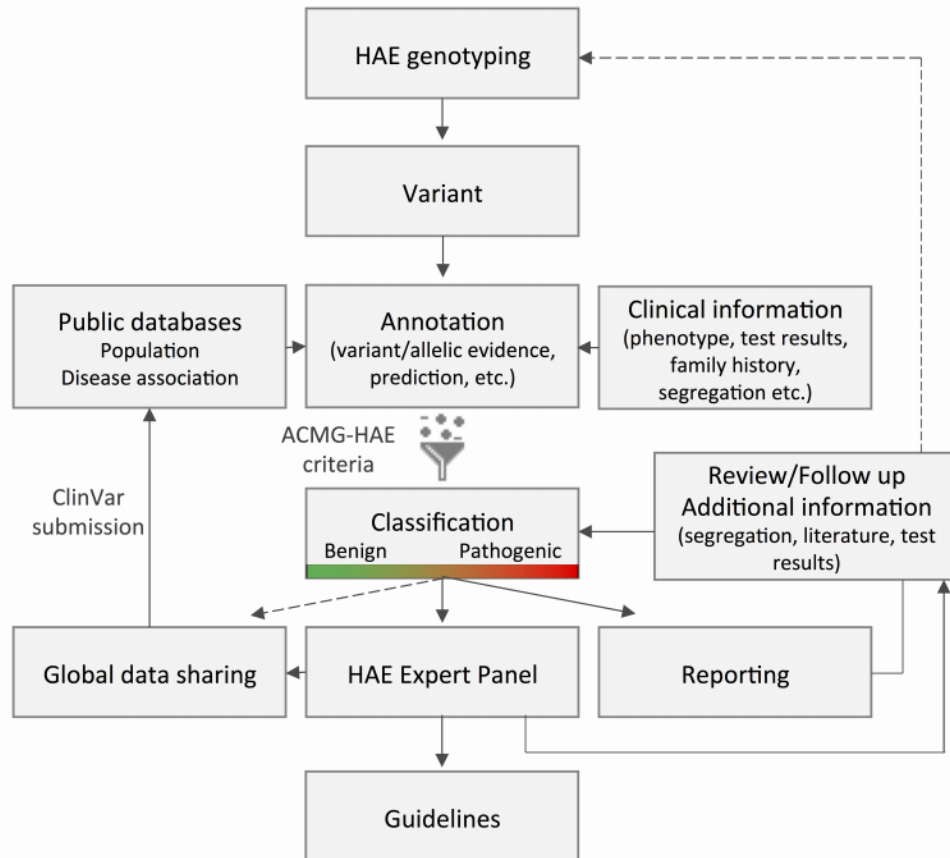 HAE genotyping
Variant
Public databases
Population
Disease association
Annotation
(variant/allelic evidence,
prediction, etc.)
Clinical information
(phenotype, test results,
family history,
segregation etc.)
ACMG-HAE
criteria
ClinVar
submission
Classification
Benign Pathogenic
Review/Follow up
Additional information
(segregation, literature, test
results)
Global data sharing
HAE Expert Panel
Reporting
Guidelines